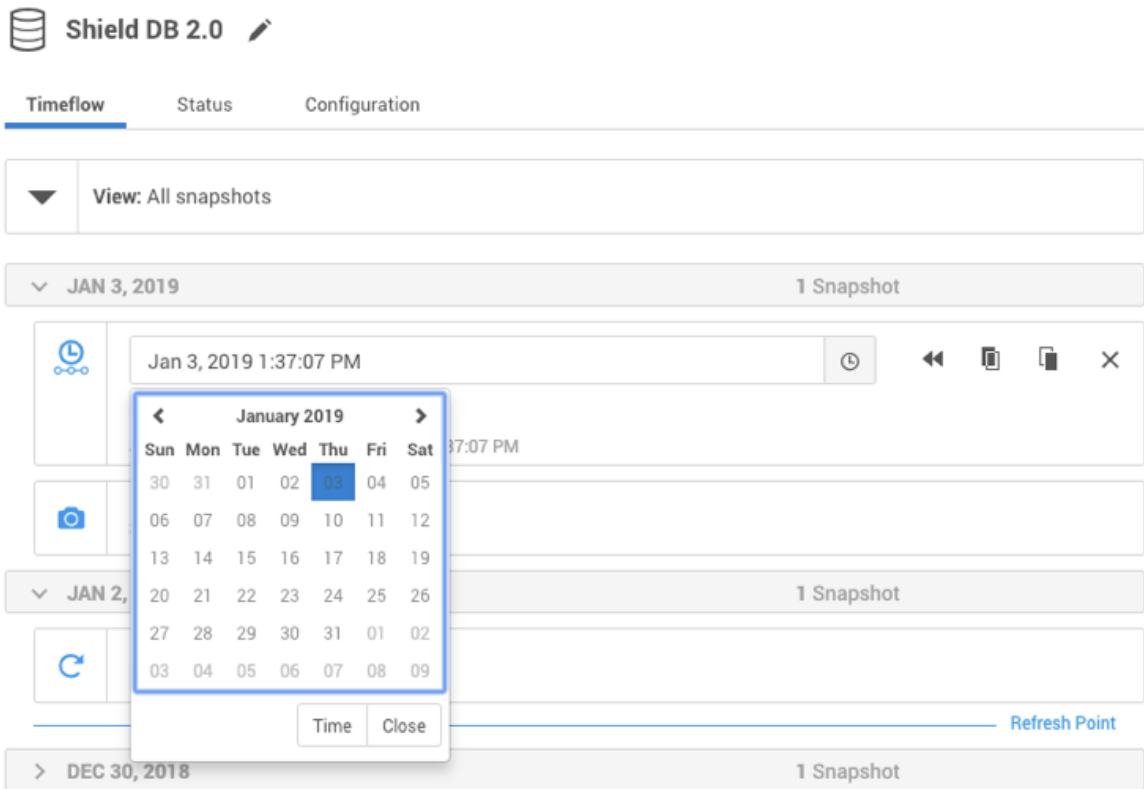 Shield DB 2.0
Timeflow Status Configuration
View: All snapshots
JAN 3, 2019 1 Snapshot
Jan 3, 2019 1:37:07 PM
January 2019
Sun Mon Tue Wed Thu Fri Sat
37:07 PM
30 31 01 02 03 04 05
06 07 08 09 10 11 12
13 14 15 16 17 18 19
JAN 2, 1 Snapshot
20 21 22 23 24 25 26
27 28 29 30 31 01 02
03 04 05 06 07 08 09
Time Close
Refresh Point
DEC 30, 2018 1 Snapshot